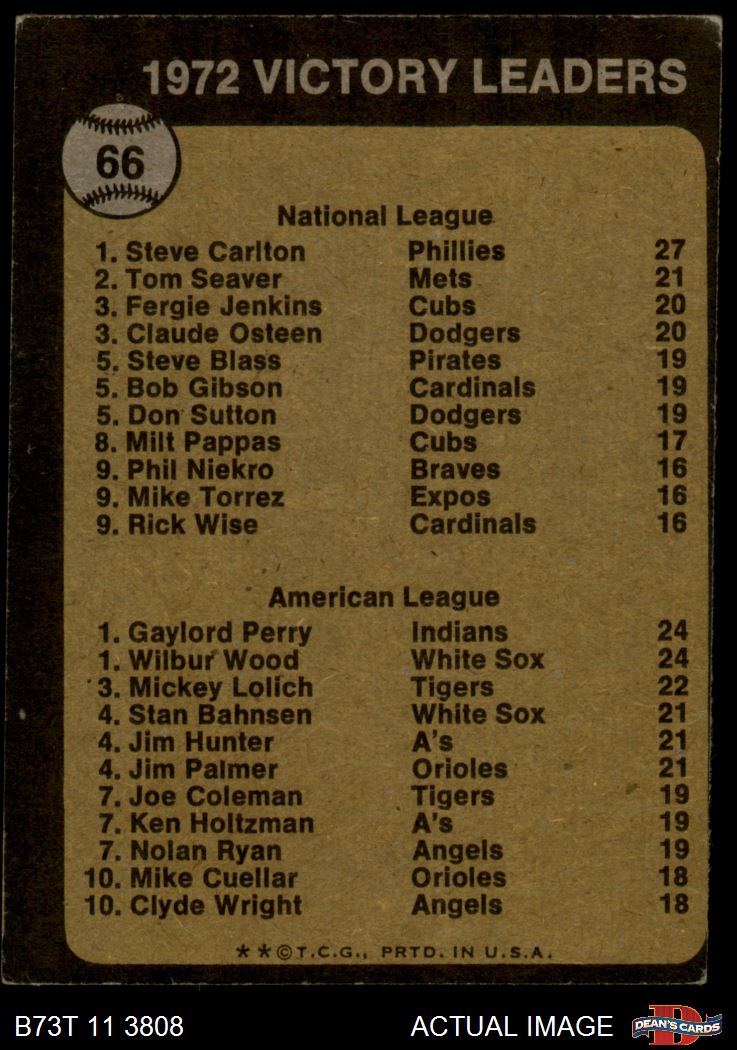 1972 VICTORY LEADERS
66
National League
1. Steve Carlton Phillies 27
2. Tom Seaver Mets 21
3. Fergie Jenkins Cubs 20
3. Claude Osteen Dodgers 20
5. Steve Blass Pirates 19
5. Bob Gibson Cardinals 19
5. Don Sutton Dodgers 19
8. Milt Pappas Cubs 17
9. Phil Niekro Braves 16
9. Mike Torrez Expos 16
9. Rick Wise Cardinals 16
American League
1. Gaylord Perry Indians 24
1. Wilbur Wood White Sox 24
3. Mickey Lolich Tigers 22
4. Stan Bahnsen White Sox 21
4. Jim Hunter A's 21
4. Jim Palmer Orioles 21
7. Joe Coleman Tigers 19
7. Ken Holtzman A's 19
7. Nolan Ryan Angels 19
10. Mike Cuellar Orioles 18
10. Clyde Wright Angels 18
**©T.C.G., PRTD. IN U.S.A.
B73T 11 3808 ACTUAL IMAGE DEAN'S CARDS